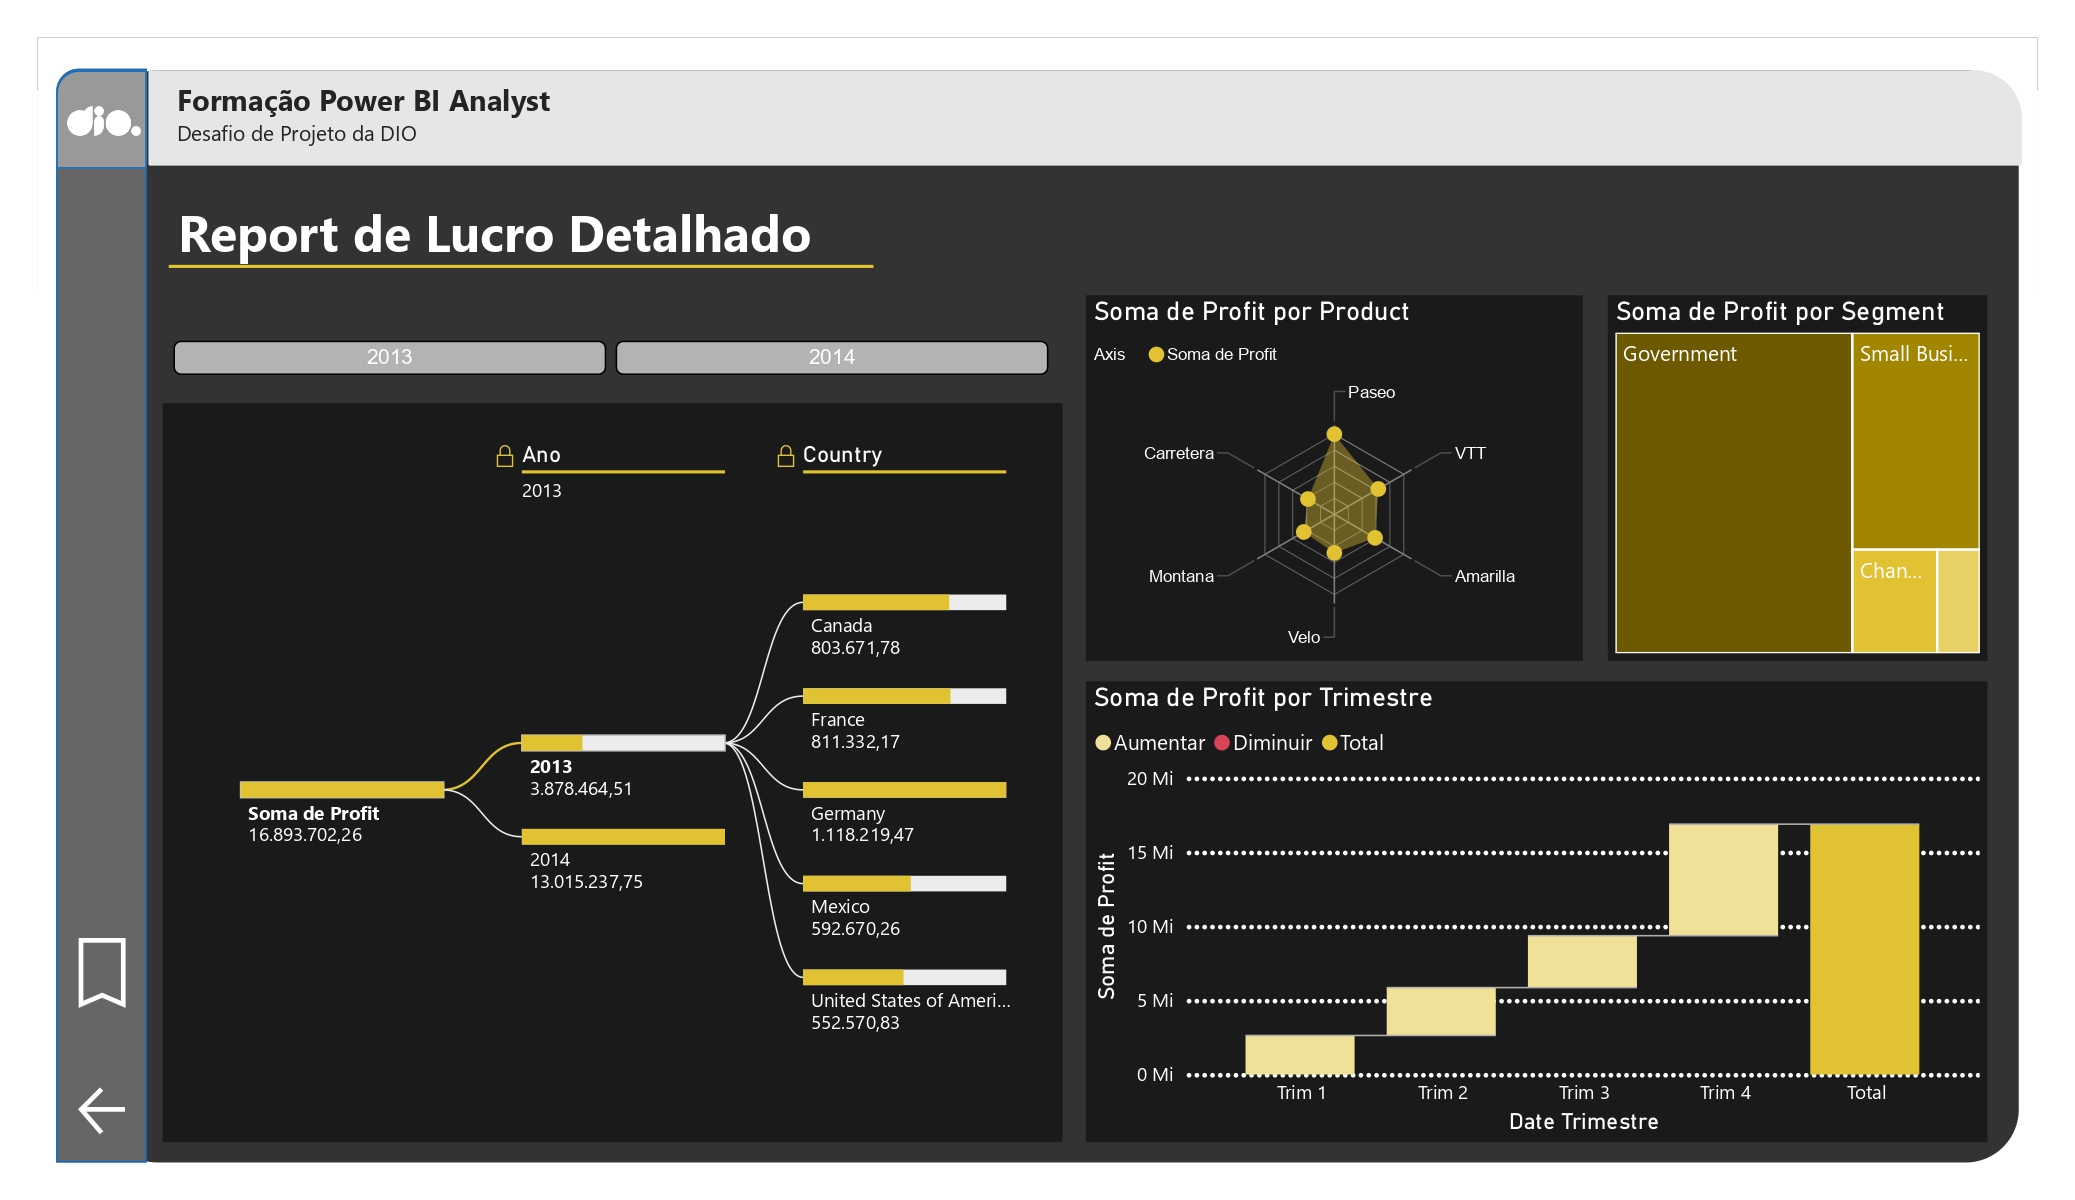 dio.
Formação Power BI Analyst
Desafio de Projeto da DIO
Report de Lucro Detalhado
2013
2014
Ano
2013
Country
Soma de Profit
16.893.702,26
2013
3.878.464,51
2014
13.015.237,75
Canada
803.671,78
France
811.332,17
Germany
1.118.219,47
Mexico
592.670,26
United States of Ameri...
552.570,83
Soma de Profit por Product
Axis Soma de Profit
Paseo
VTT
Amarilla
Velo
Montana
Carretera
Soma de Profit por Segment
Government
Small Busi...
Chan...
Soma de Profit por Trimestre
Aumentar Diminuir Total
Soma de Profit
20 Mi
15 Mi
10 Mi
5 Mi
0 Mi
Trim 1 Trim 2 Trim 3 Trim 4 Total
Date Trimestre